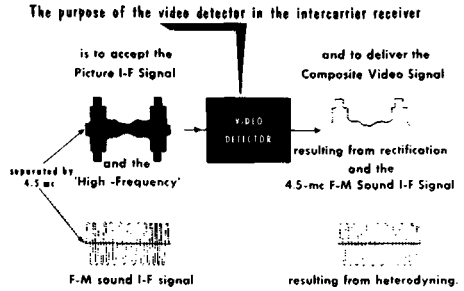 The purpose of the video detector in the intercarrier receiver
is to accept the
Picture I-F Signal
and to deliver the
Composite Video Signal
VIDEO
DETECTOR
resulting from rectification
and the
4.5-mc F-M Sound I-F Signal
and the
'High -Frequency'
separated by
4.5 mc
F-M sound I-F signal
resulting from heterodyning.